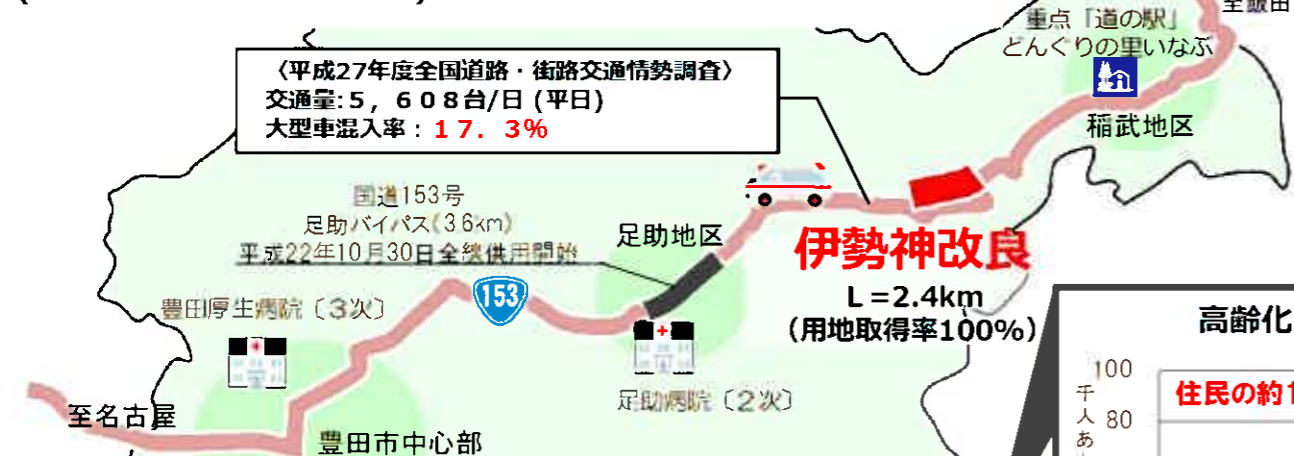 至飯田
重点「道の駅」
どんぐりの里いなぶ
〈平成27年度全国道路・街路交通情勢調査〉
交通量:5，608台/日 (平日)
大型車混入率：17．3%
稲武地区
国道153号
足助バイパス(3.6km)
平成22年10月30日全線供用開始
足助地区
伊勢神改良
L=2.4km
(用地取得率100%)
153
豊田厚生病院〔3次〕
足助病院〔2次〕
至名古屋
豊田市中心部
高齢化
100
千
人
あ
80
住民の約1